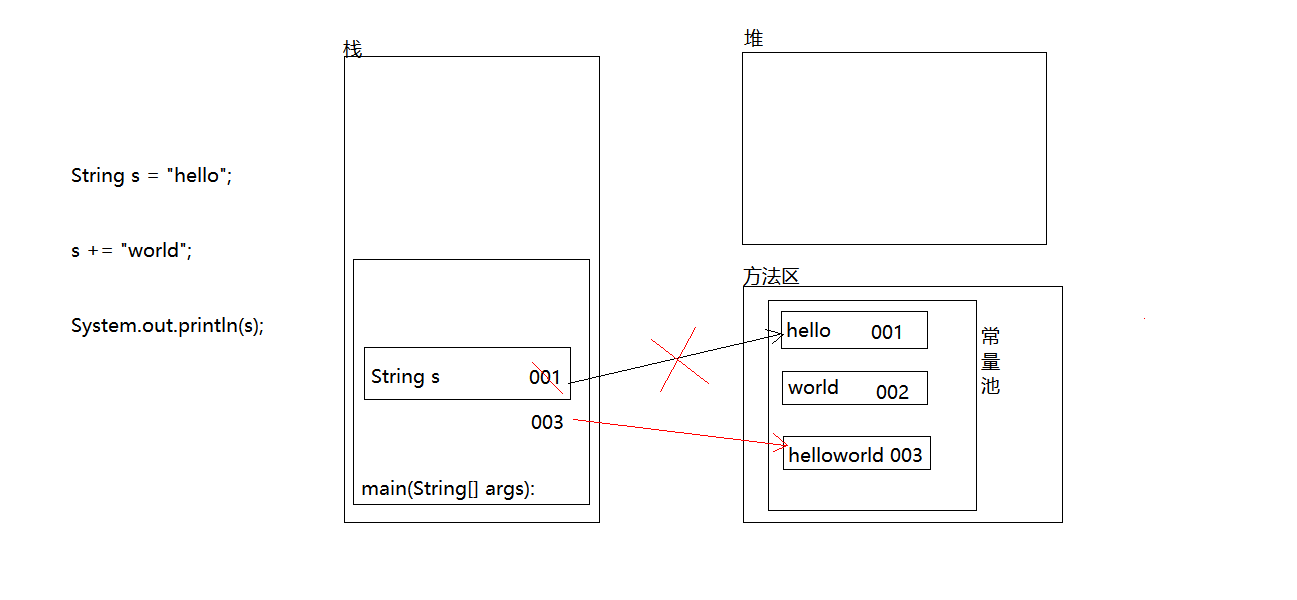 String s = "hello";
s += "world";
System.out.println(s);
栈
String s 001
003
main(String[] args):
堆
方法区
hello 001
world 002
helloworld 003
常
量
池